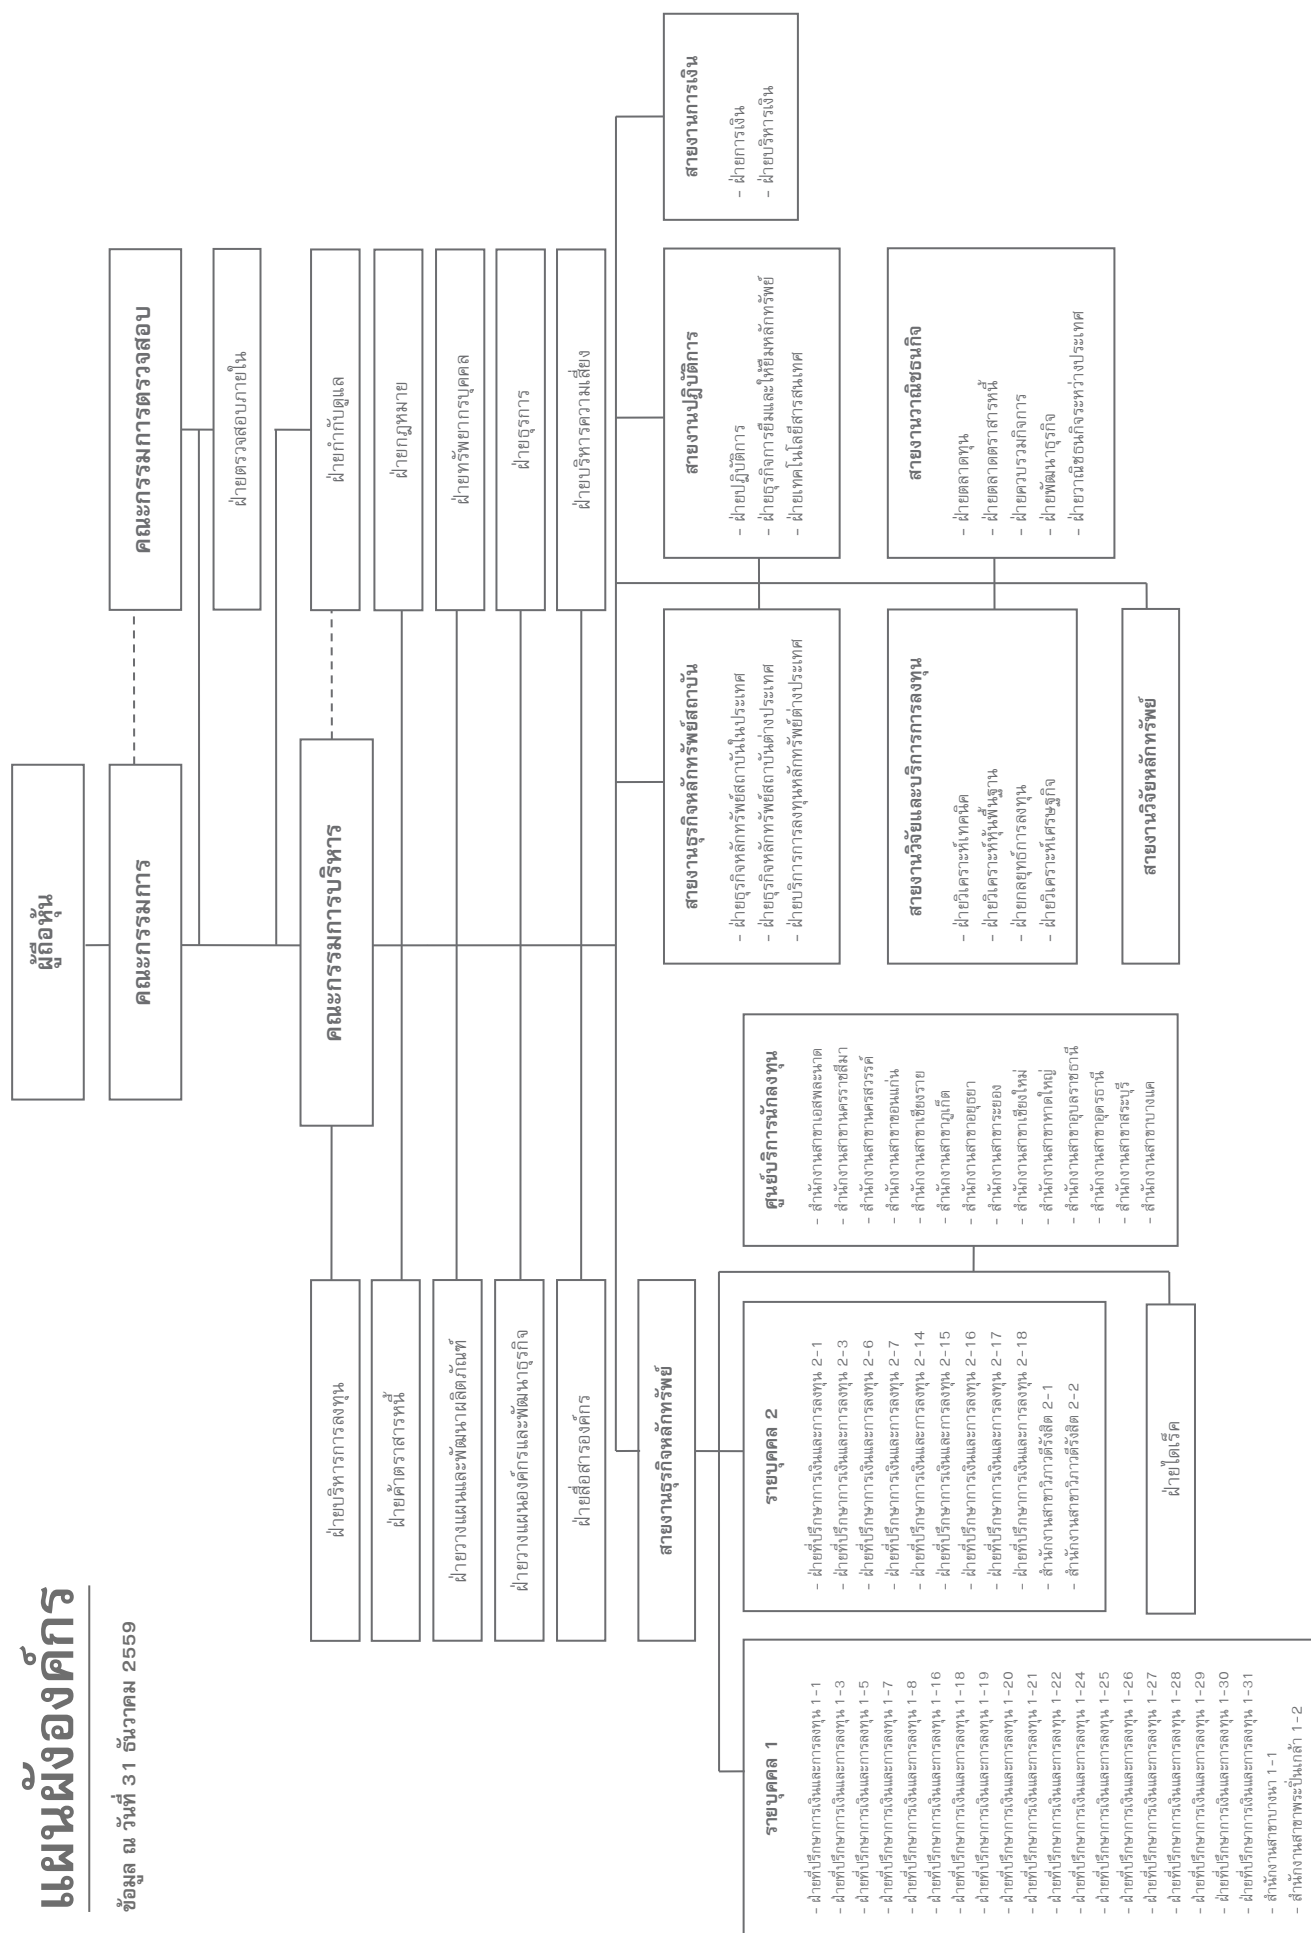 แผนผังองค์กร
ข้อมูล ณ วันที่ 31 ธันวาคม 2559
ผู้ถือหุ้น
คณะกรรมการ
คณะกรรมการตรวจสอบ
ฝ่ายตรวจสอบภายใน
คณะกรรมการบริหาร
ฝ่ายบริหารการลงทุน
ฝ่ายกำกับดูแล
ฝ่ายค้าตราสารหนี้
ฝ่ายกฎหมาย
ฝ่ายวางแผนและพัฒนาผลิตภัณฑ์
ฝ่ายทรัพยากรบุคคล
ฝ่ายวางแผนองค์กรและพัฒนาธุรกิจ
ฝ่ายธุรการ
ฝ่ายสื่อสารองค์กร
ฝ่ายบริหารความเสี่ยง
สายงานธุรกิจหลักทรัพย์
รายบุคคล 1
- ฝ่ายที่ปรึกษาการเงินและการลงทุน 1-1
- ฝ่ายที่ปรึกษาการเงินและการลงทุน 1-3
- ฝ่ายที่ปรึกษาการเงินและการลงทุน 1-5
- ฝ่ายที่ปรึกษาการเงินและการลงทุน 1-7
- ฝ่ายที่ปรึกษาการเงินและการลงทุน 1-8
- ฝ่ายที่ปรึกษาการเงินและการลงทุน 1-16
- ฝ่ายที่ปรึกษาการเงินและการลงทุน 1-18
- ฝ่ายที่ปรึกษาการเงินและการลงทุน 1-19
- ฝ่ายที่ปรึกษาการเงินและการลงทุน 1-20
- ฝ่ายที่ปรึกษาการเงินและการลงทุน 1-21
- ฝ่ายที่ปรึกษาการเงินและการลงทุน 1-22
- ฝ่ายที่ปรึกษาการเงินและการลงทุน 1-24
- ฝ่ายที่ปรึกษาการเงินและการลงทุน 1-25
- ฝ่ายที่ปรึกษาการเงินและการลงทุน 1-26
- ฝ่ายที่ปรึกษาการเงินและการลงทุน 1-27
- ฝ่ายที่ปรึกษาการเงินและการลงทุน 1-28
- ฝ่ายที่ปรึกษาการเงินและการลงทุน 1-29
- ฝ่ายที่ปรึกษาการเงินและการลงทุน 1-30
- ฝ่ายที่ปรึกษาการเงินและการลงทุน 1-31
- สำนักงานสาขาบางนา 1-1
- สำนักงานสาขาพระปิ่นเกล้า 1-2
รายบุคคล 2
- ฝ่ายที่ปรึกษาการเงินและการลงทุน 2-1
- ฝ่ายที่ปรึกษาการเงินและการลงทุน 2-3
- ฝ่ายที่ปรึกษาการเงินและการลงทุน 2-6
- ฝ่ายที่ปรึกษาการเงินและการลงทุน 2-7
- ฝ่ายที่ปรึกษาการเงินและการลงทุน 2-14
- ฝ่ายที่ปรึกษาการเงินและการลงทุน 2-15
- ฝ่ายที่ปรึกษาการเงินและการลงทุน 2-16
- ฝ่ายที่ปรึกษาการเงินและการลงทุน 2-17
- ฝ่ายที่ปรึกษาการเงินและการลงทุน 2-18
- สำนักงานสาขาวิภาวดีรังสิต 2-1
- สำนักงานสาขาวิภาวดีรังสิต 2-2
ฝ่ายไดเร็ค
ศูนย์บริการนักลงทุน
- สำนักงานสาขาเอสพละนาด
- สำนักงานสาขานครราชสีมา
- สำนักงานสาขานครสวรรค์
- สำนักงานสาขาขอนแก่น
- สำนักงานสาขาเชียงราย
- สำนักงานสาขาภูเก็ต
- สำนักงานสาขาอยุธยา
- สำนักงานสาขาระยอง
- สำนักงานสาขาเชียงใหม่
- สำนักงานสาขาหาดใหญ่
- สำนักงานสาขาอุบลราชธานี
- สำนักงานสาขาอุดรธานี
- สำนักงานสาขาสระบุรี
- สำนักงานสาขาบางแค
สายงานธุรกิจหลักทรัพย์สถาบัน
- ฝ่ายธุรกิจหลักทรัพย์สถาบันในประเทศ
- ฝ่ายธุรกิจหลักทรัพย์สถาบันต่างประเทศ
- ฝ่ายบริการการลงทุนหลักทรัพย์ต่างประเทศ
สายงานปฏิบัติการ
- ฝ่ายปฏิบัติการ
- ฝ่ายธุรกิจการยืมและให้ยืมหลักทรัพย์
- ฝ่ายเทคโนโลยีสารสนเทศ
สายงานการเงิน
- ฝ่ายการเงิน
- ฝ่ายบริหารเงิน
สายงานวิจัยและบริการการลงทุน
- ฝ่ายวิเคราะห์เทคนิค
- ฝ่ายวิเคราะห์หุ้นพื้นฐาน
- ฝ่ายกลยุทธ์การลงทุน
- ฝ่ายวิเคราะห์เศรษฐกิจ
สายงานวาณิชธนกิจ
- ฝ่ายตลาดทุน
- ฝ่ายตลาดตราสารหนี้
- ฝ่ายควบรวมกิจการ
- ฝ่ายพัฒนาธุรกิจ
- ฝ่ายวาณิชธนกิจระหว่างประเทศ
สายงานวิจัยหลักทรัพย์